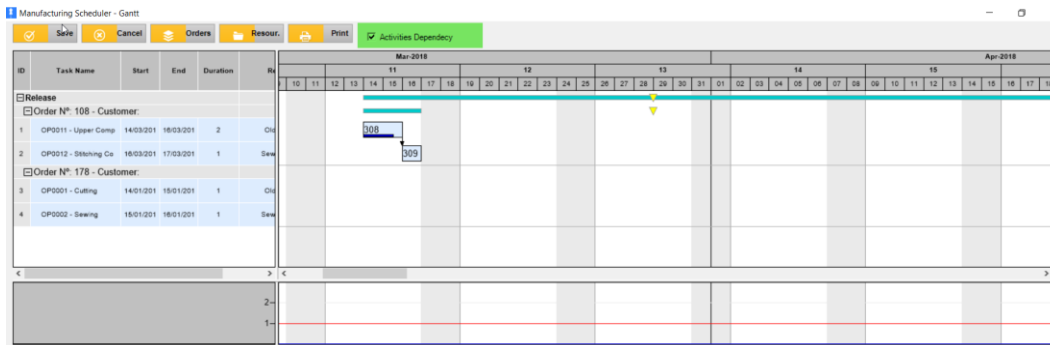 Manufacturing Scheduler - Gantt
Save Cancel Orders Resour. Print Activities Dependecy
Mar-2018 Apr-2018
ID Task Name Start End Duration Re
11 12 13 14 15
10 11 12 13 14 15 16 17 18 19 20 21 22 23 24 25 26 27 28 29 30 31 01 02 03 04 05 06 07 08 09 10 11 12 13 14 15 16 17
Release
Order Nº: 108 - Customer:
1 OP0011 - Upper Comp 14/03/201 16/03/201 2 Old 308
2 OP0012 - Stitching Co 16/03/201 17/03/201 1 Sew 309
Order Nº: 178 - Customer:
3 OP0001 - Cutting 14/01/201 15/01/201 1 Old
4 OP0002 - Sewing 15/01/201 16/01/201 1 Sew
2
1